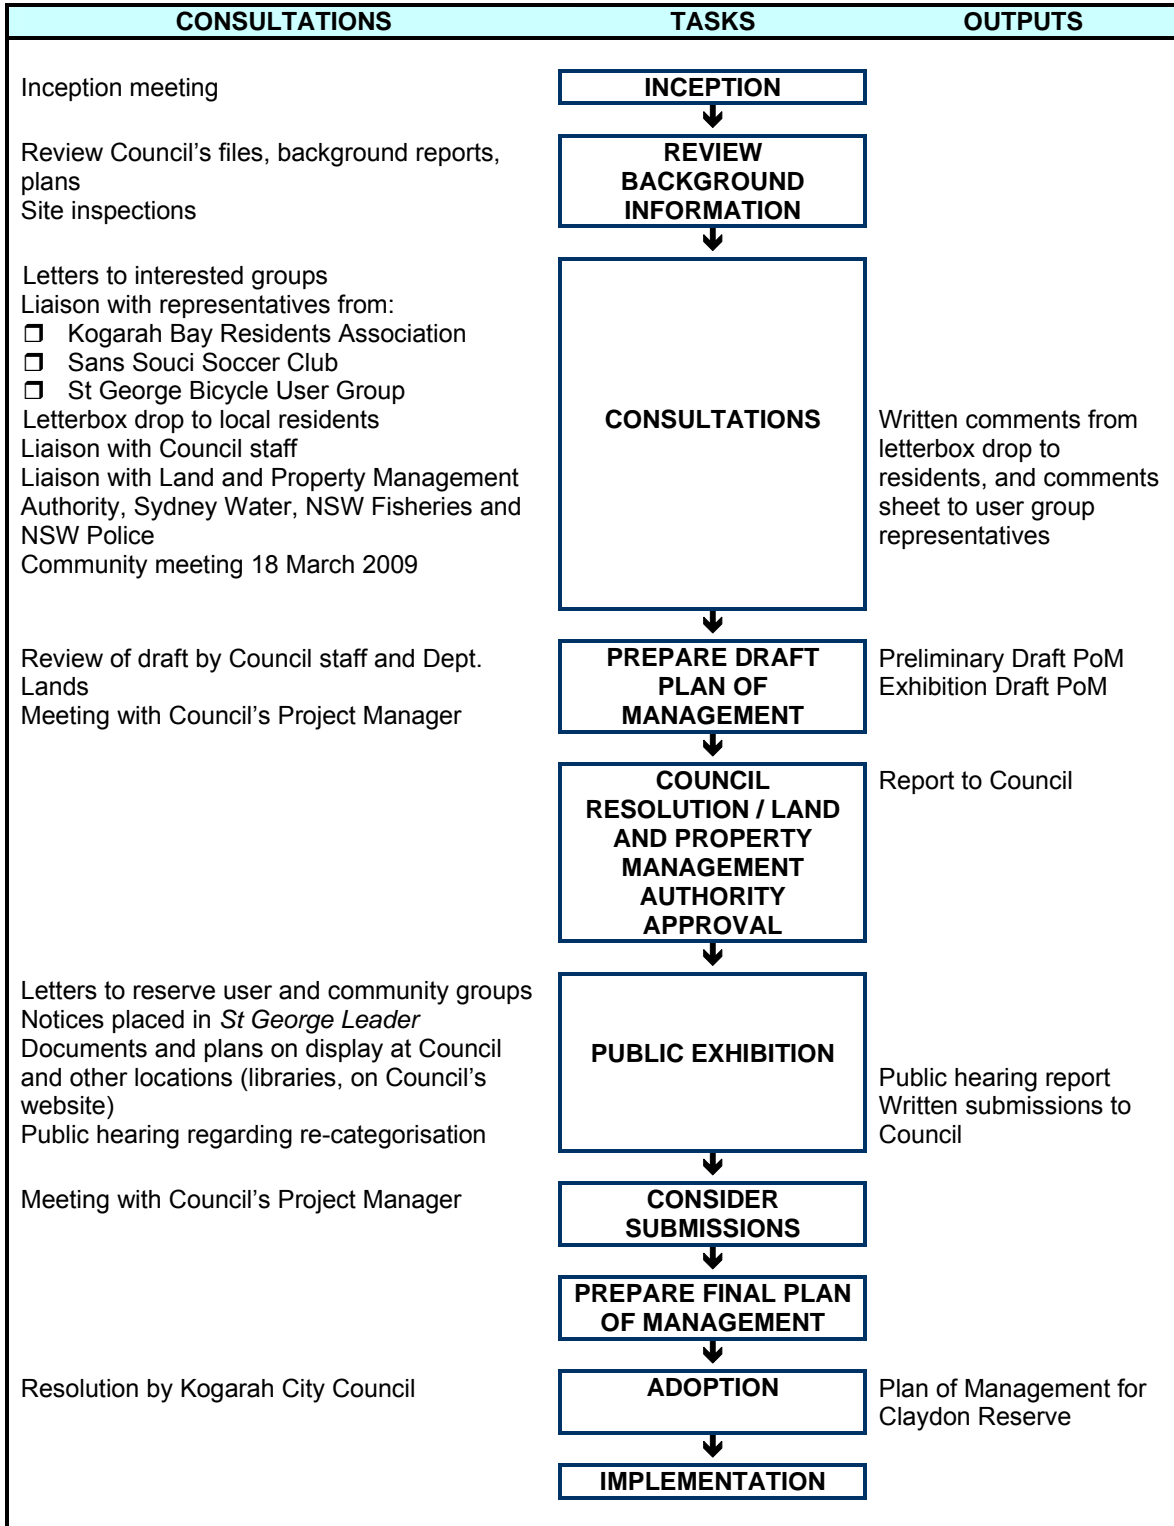 CONSULTATIONS TASKS OUTPUTS
Inception meeting
INCEPTION
Review Council’s files, background reports,
plans
Site inspections
REVIEW
BACKGROUND
INFORMATION
Letters to interested groups
Liaison with representatives from:
❒ Kogarah Bay Residents Association
❒ Sans Souci Soccer Club
❒ St George Bicycle User Group
Letterbox drop to local residents
Liaison with Council staff
Liaison with Land and Property Management
Authority, Sydney Water, NSW Fisheries and
NSW Police
Community meeting 18 March 2009
CONSULTATIONS
Written comments from
letterbox drop to
residents, and comments
sheet to user group
representatives
Review of draft by Council staff and Dept.
Lands
Meeting with Council’s Project Manager
PREPARE DRAFT
PLAN OF
MANAGEMENT
Preliminary Draft PoM
Exhibition Draft PoM
COUNCIL
RESOLUTION / LAND
AND PROPERTY
MANAGEMENT
AUTHORITY
APPROVAL
Report to Council
Letters to reserve user and community groups
Notices placed in St George Leader
Documents and plans on display at Council
and other locations (libraries, on Council’s
website)
Public hearing regarding re-categorisation
PUBLIC EXHIBITION
Public hearing report
Written submissions to
Council
Meeting with Council’s Project Manager
CONSIDER
SUBMISSIONS
PREPARE FINAL PLAN
OF MANAGEMENT
Resolution by Kogarah City Council
ADOPTION
Plan of Management for
Claydon Reserve
IMPLEMENTATION